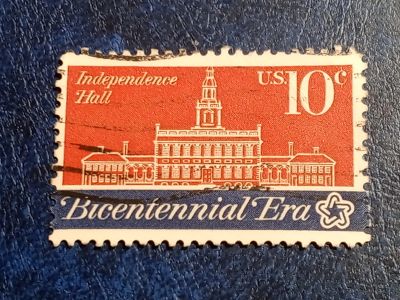 Independence
Hall
U.S. 10c
Bicentennial Era